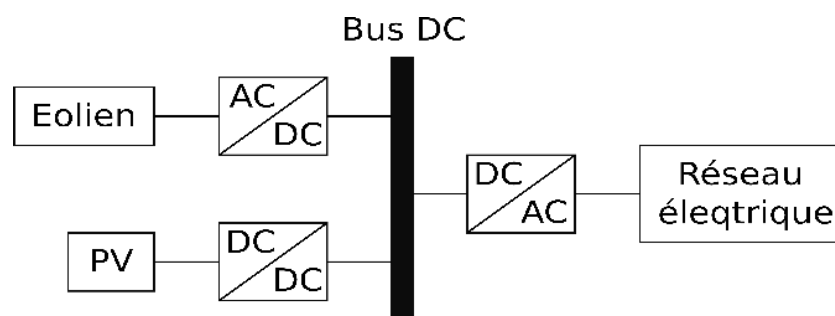 Bus DC
Eolien
AC
DC
DC
AC
Réseau
éleqtrique
PV
DC
DC